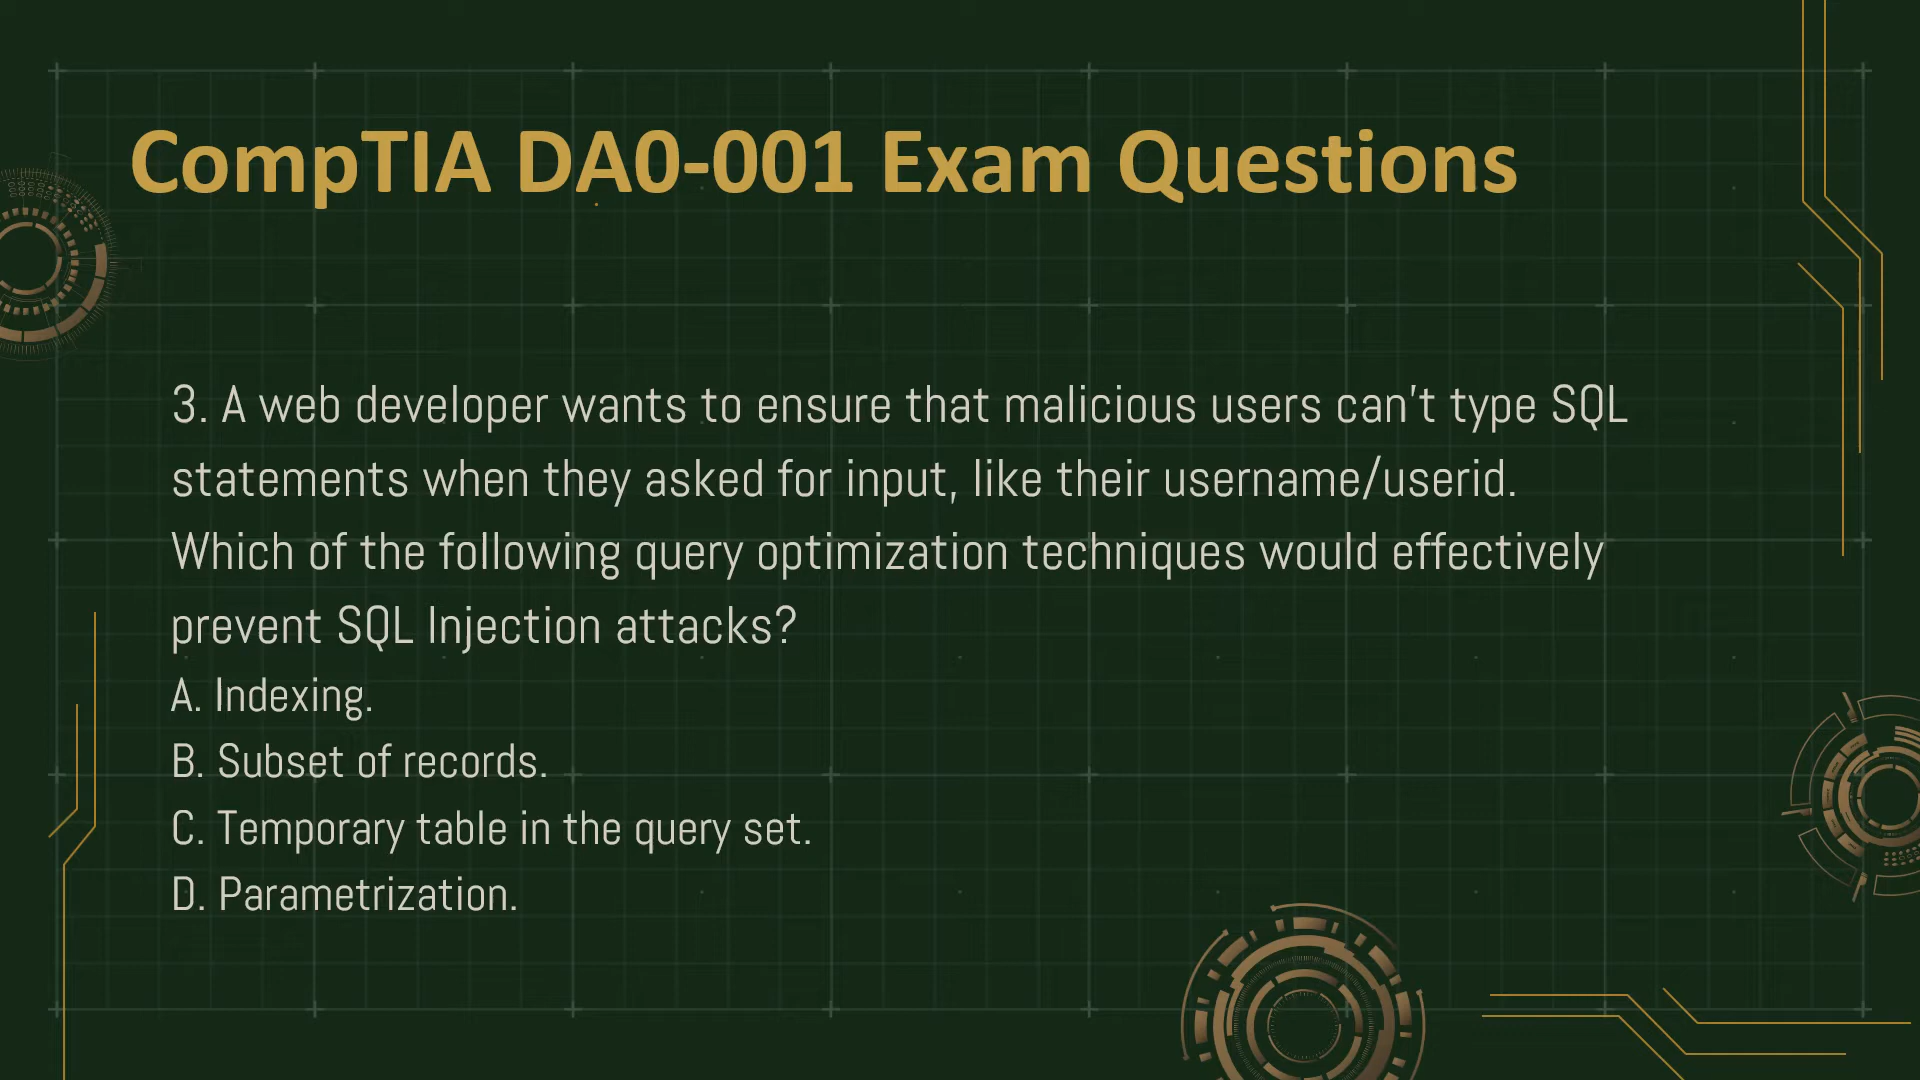 CompTIA DA0-001 Exam Questions
3. A web developer wants to ensure that malicious users can't type SQL
statements when they asked for input, like their username/userid.
Which of the following query optimization techniques would effectively
prevent SQL Injection attacks?
A. Indexing.
B. Subset of records.
C. Temporary table in the query set.
D. Parametrization.